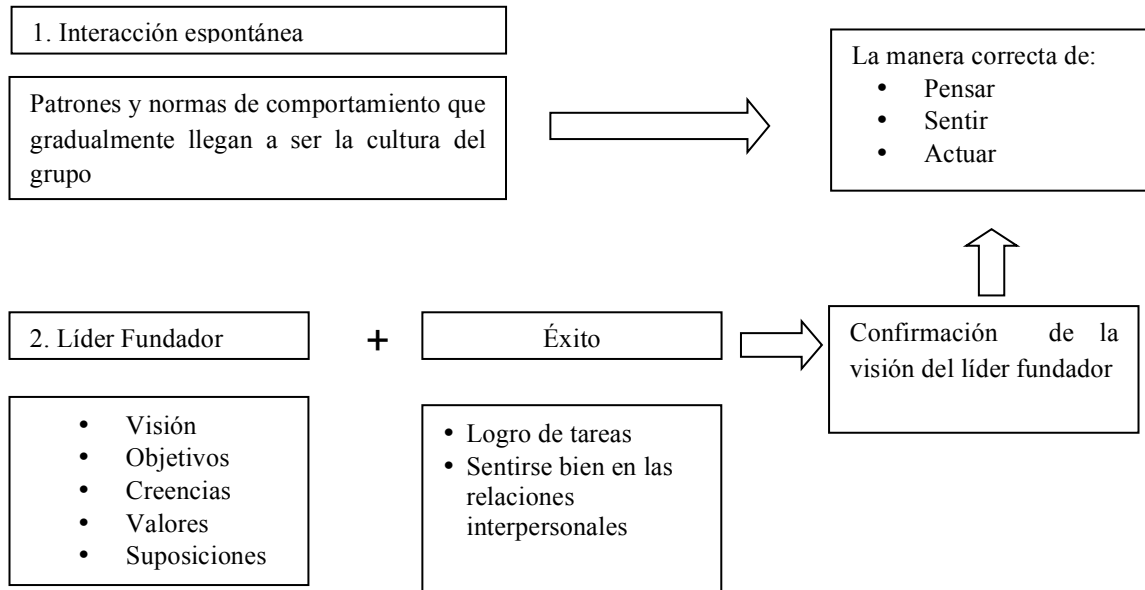 1. Interacción espontánea
Patrones y normas de comportamiento que
gradualmente llegan a ser la cultura del
grupo
La manera correcta de:
• Pensar
• Sentir
• Actuar
2. Líder Fundador
+
Éxito
Confirmación de la
visión del líder fundador
• Visión
• Objetivos
• Creencias
• Valores
• Suposiciones
• Logro de tareas
• Sentirse bien en las
relaciones
interpersonales